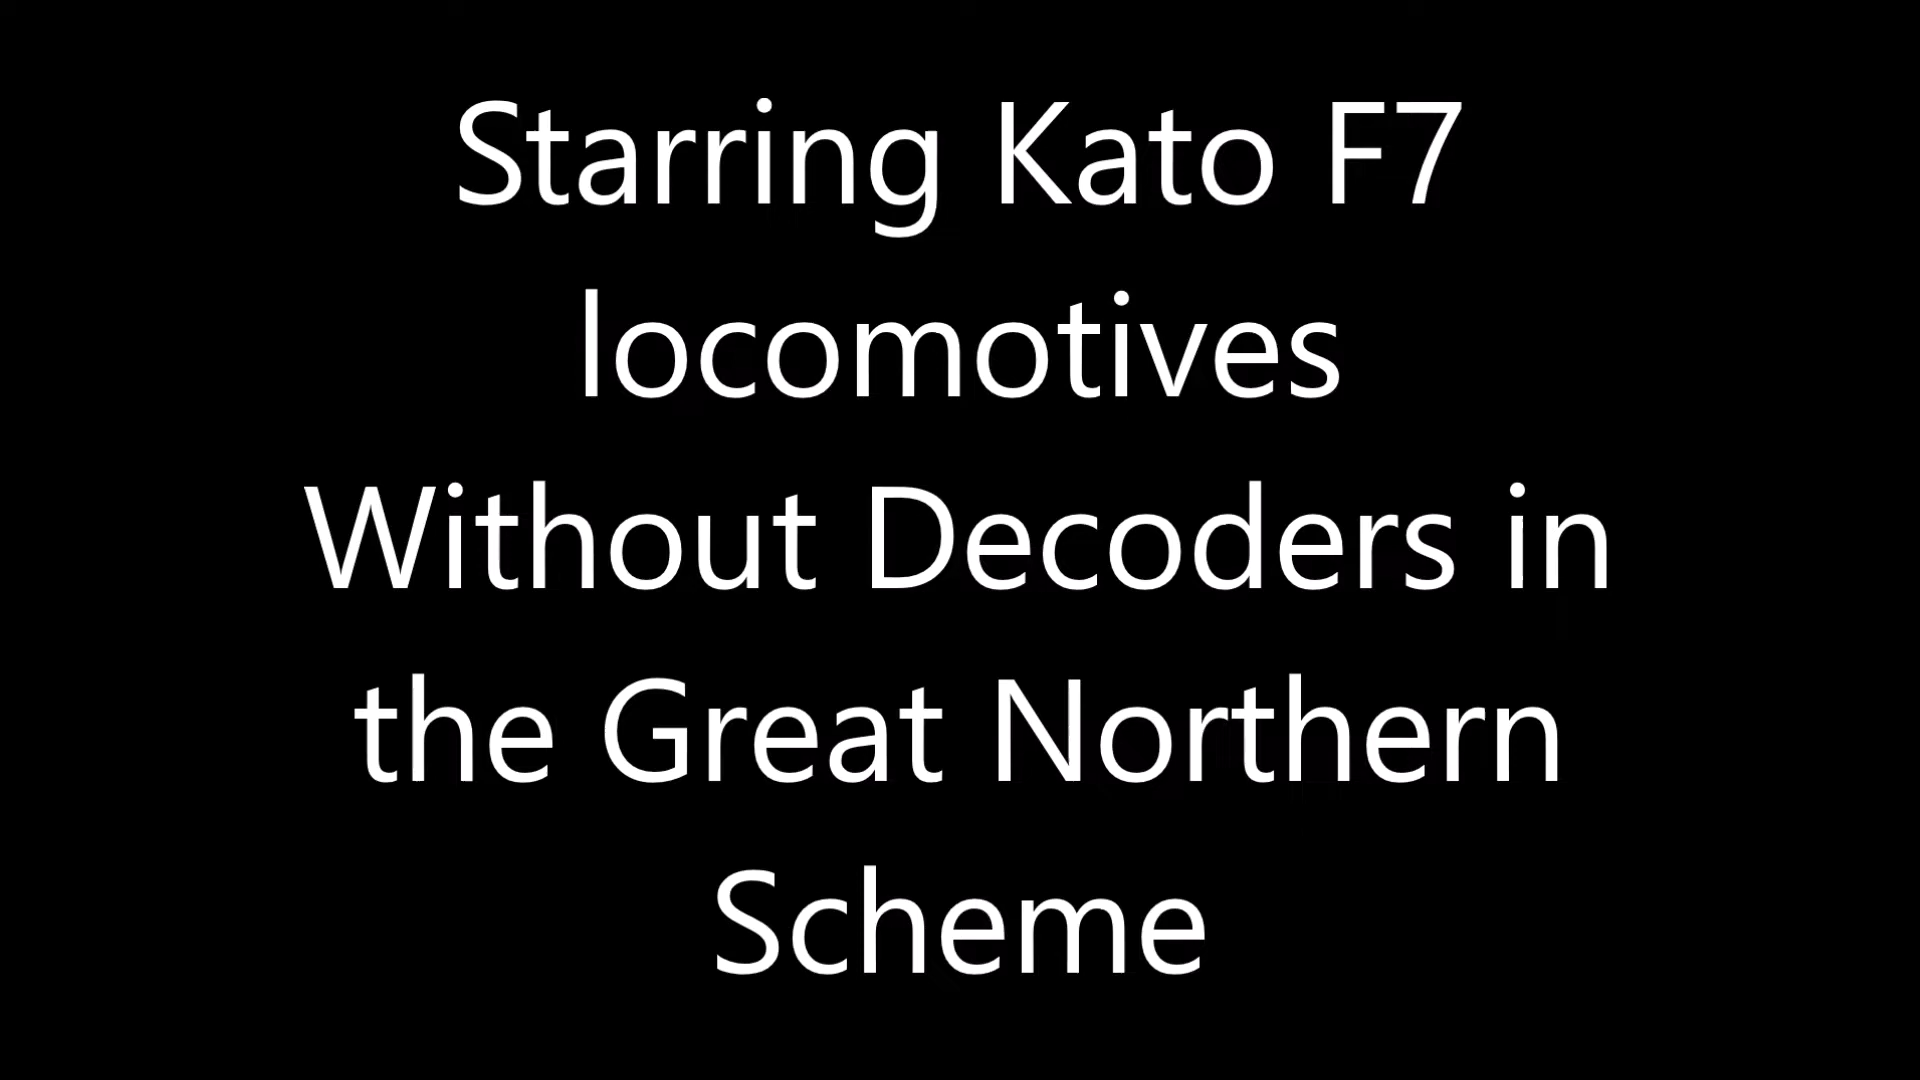 Starring Kato F7
locomotives
Without Decoders in
the Great Northern
Scheme